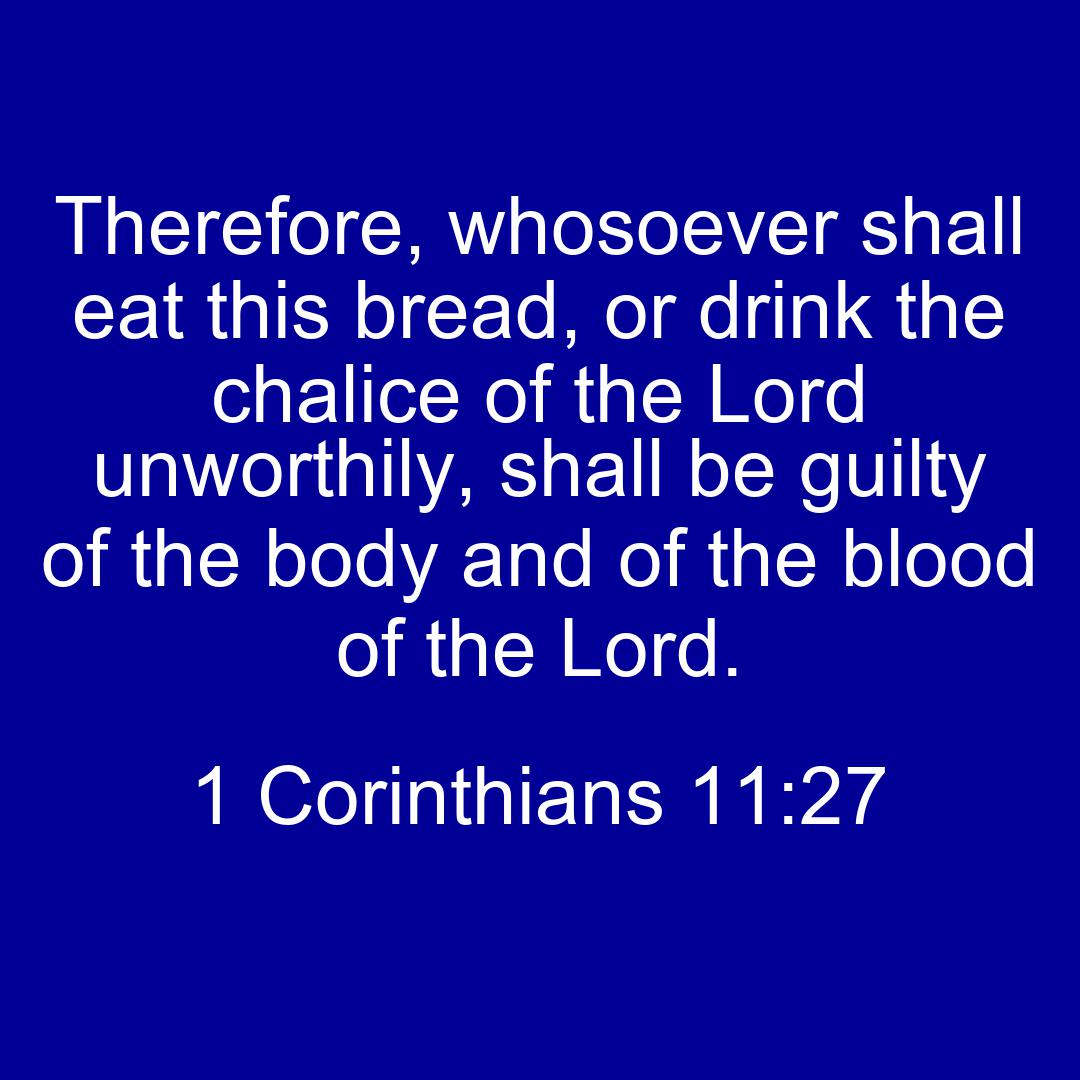 Therefore, whosoever shall
eat this bread, or drink the
chalice of the Lord
unworthily, shall be guilty
of the body and of the blood
of the Lord.
1 Corinthians 11:27